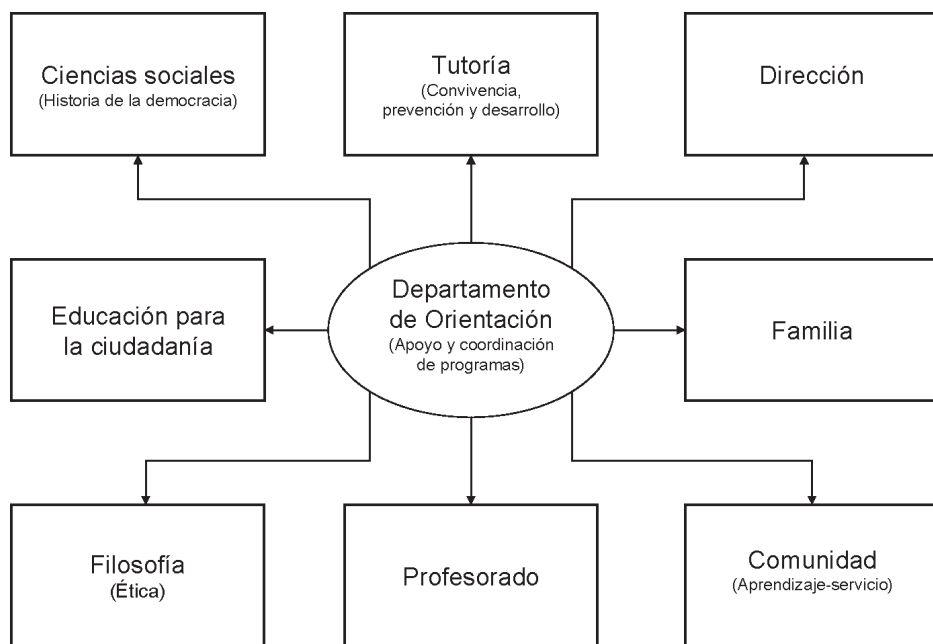 Ciencias sociales
(Historia de la democracia)
Tutoría
(Convivencia,
prevención y desarrollo)
Dirección
Educación para
la ciudadanía
Departamento
de Orientación
(Apoyo y coordinación
de programas)
Familia
Filosofía
(Ética)
Profesorado
Comunidad
(Aprendizaje-servicio)